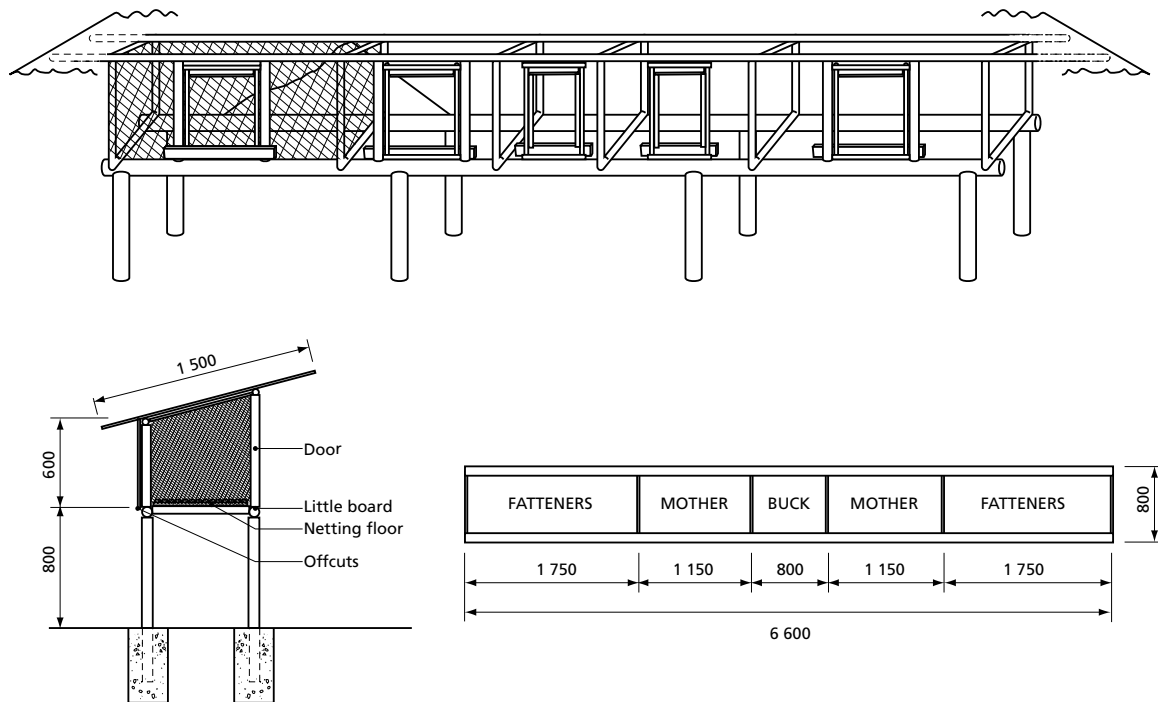 1 500
600
800
Door
Little board
Netting floor
Offcuts
FATTENERS MOTHER BUCK MOTHER FATTENERS
800
1 750 1 150 800 1 150 1 750
6 600